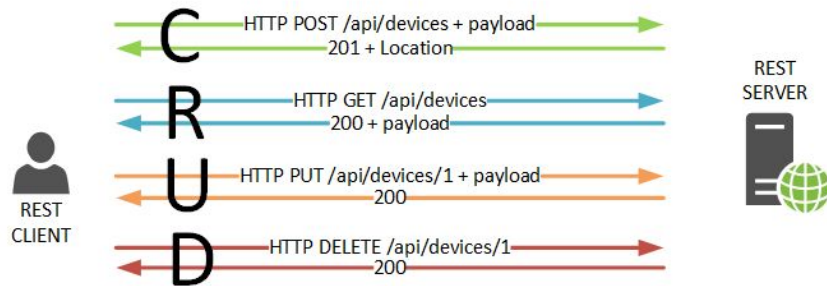 C
HTTP POST /api/devices + payload
201 + Location
R
HTTP GET /api/devices
200 + payload
U
HTTP PUT /api/devices/1 + payload
200
D
HTTP DELETE /api/devices/1
200
REST
CLIENT
REST
SERVER